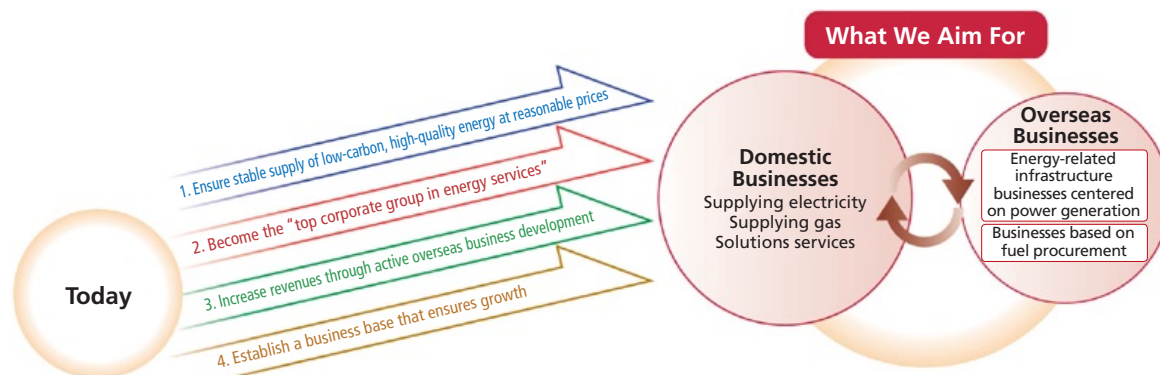 What We Aim For
1. Ensure stable supply of low-carbon, high-quality energy at reasonable prices
2. Become the “top corporate group in energy services”
3. Increase revenues through active overseas business development
4. Establish a business base that ensures growth
Today
Domestic
Businesses
Supplying electricity
Supplying gas
Solutions services
Overseas
Businesses
Energy-related
infrastructure
businesses centered
on power generation
Businesses based on
fuel procurement